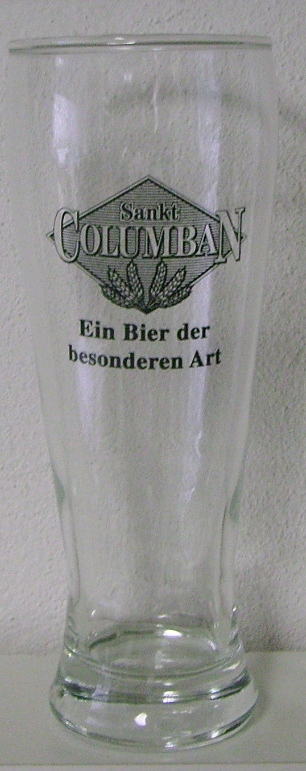 Sankt
COLUMBAN
Ein Bier der
besonderen Art